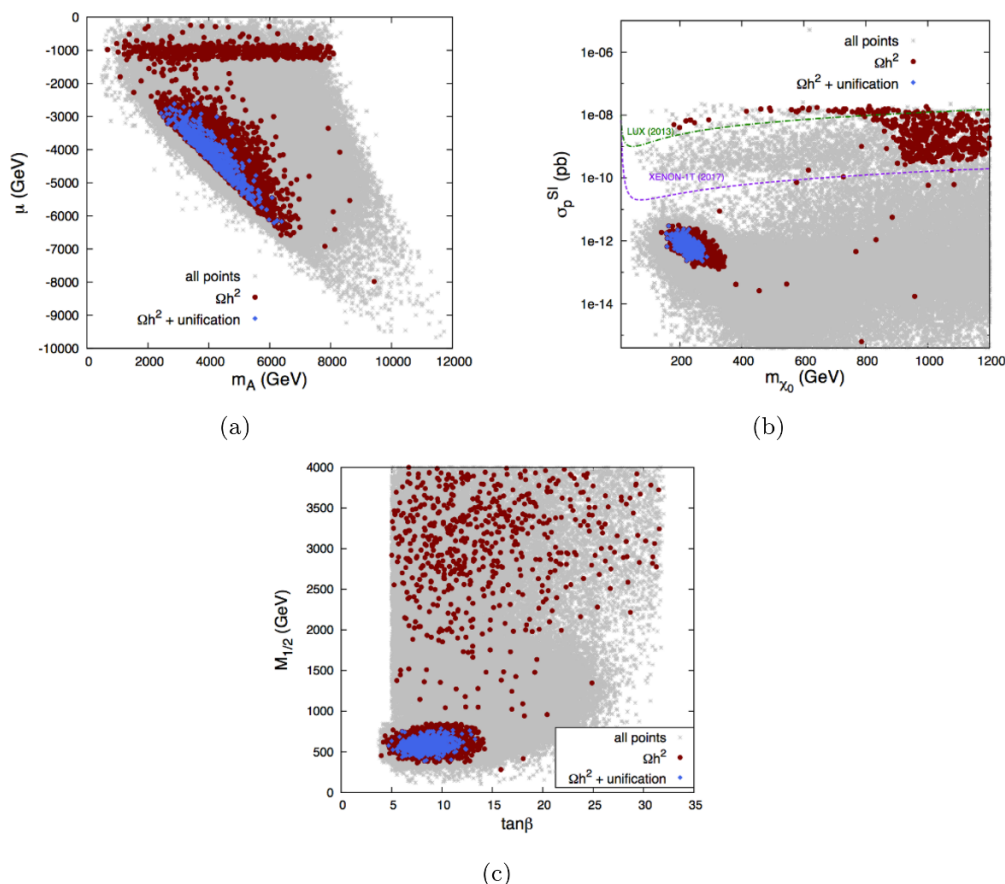 0
-1000
-2000
-3000
-4000
-5000
-6000
-7000
-8000
-9000
-10000
μ (GeV)
all points
Ωh²
Ωh² + unification
0 2000 4000 6000 8000 10000 12000
m_A (GeV)
(a)
1e-06
1e-08
1e-10
1e-12
1e-14
σ_p^SI (pb)
all points
Ωh²
Ωh² + unification
LUX (2013)
XENON-1T (2017)
200 400 600 800 1000 1200
m_χ₀ (GeV)
(b)
4000
3500
3000
2500
2000
1500
1000
500
0
M_1/2 (GeV)
all points
Ωh²
Ωh² + unification
0 5 10 15 20 25 30 35
tanβ
(c)